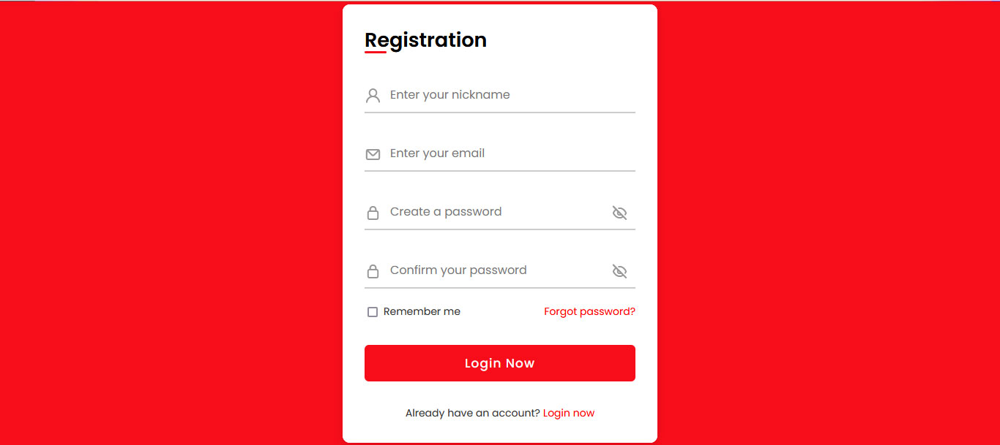 Registration
Enter your nickname
Enter your email
Create a password
Confirm your password
Remember me Forgot password?
Login Now
Already have an account? Login now